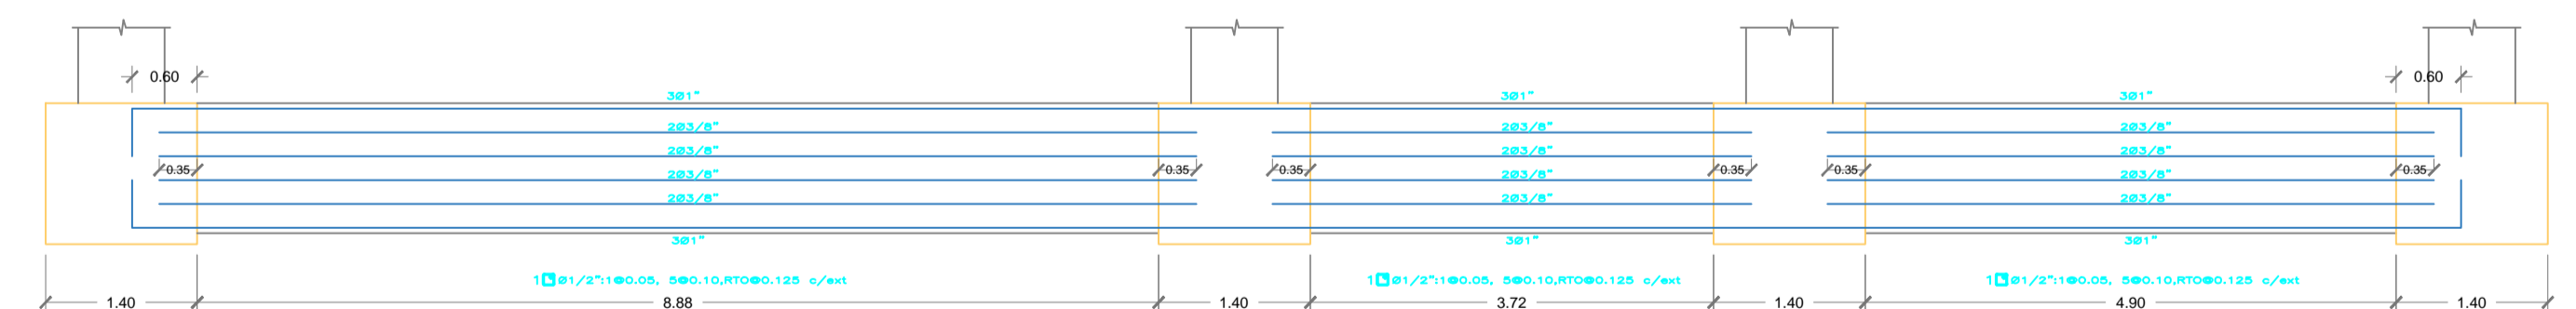 0.60 0.60
3Ø1" 3Ø1" 3Ø1"
2Ø3/8" 2Ø3/8" 2Ø3/8"
2Ø3/8" 2Ø3/8" 2Ø3/8"
0.35 0.35 0.35 0.35 0.35 0.35
2Ø3/8" 2Ø3/8" 2Ø3/8"
2Ø3/8" 2Ø3/8" 2Ø3/8"
3Ø1" 3Ø1" 3Ø1"
1 Ø1/2":1@0.05, 5@0.10,RTO@0.125 c/ext 1 Ø1/2":1@0.05, 5@0.10,RTO@0.125 c/ext 1 Ø1/2":1@0.05, 5@0.10,RTO@0.125 c/ext
1.40 8.88 1.40 3.72 1.40 4.90 1.40